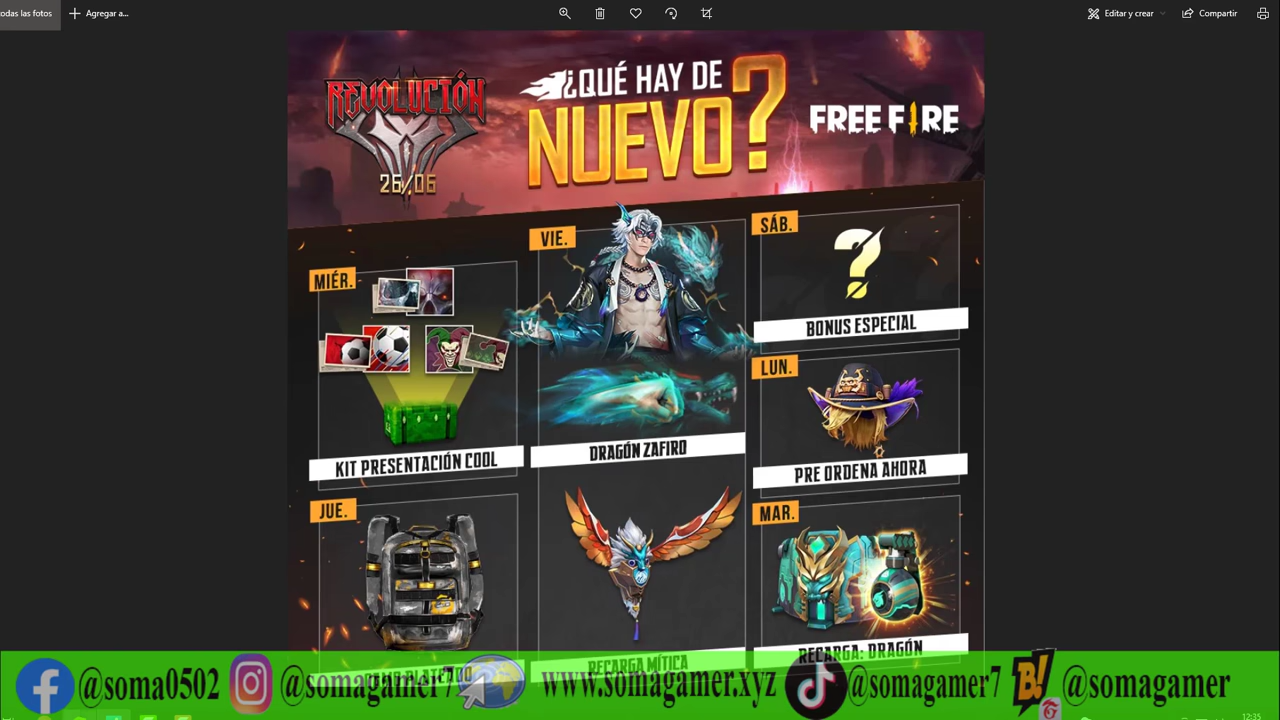 odas las fotos
Agregar a...
Editar y crear
Compartir
REVOLUCIÓN
26/06
¿QUÉ HAY DE
NUEVO?
FREE FIRE
MIÉR.
KIT PRESENTACIÓN COOL
JUE.
VIE.
DRAGÓN ZAFIRO
RECARGA MÍTICA
SÁB.
?
BONUS ESPECIAL
LUN.
PRE ORDENA AHORA
MAR.
RECARGA: DRAGÓN
@soma0502
@somagamer7
www.somagamer.xyz
@somagamer7
B!
@somagamer
12:35